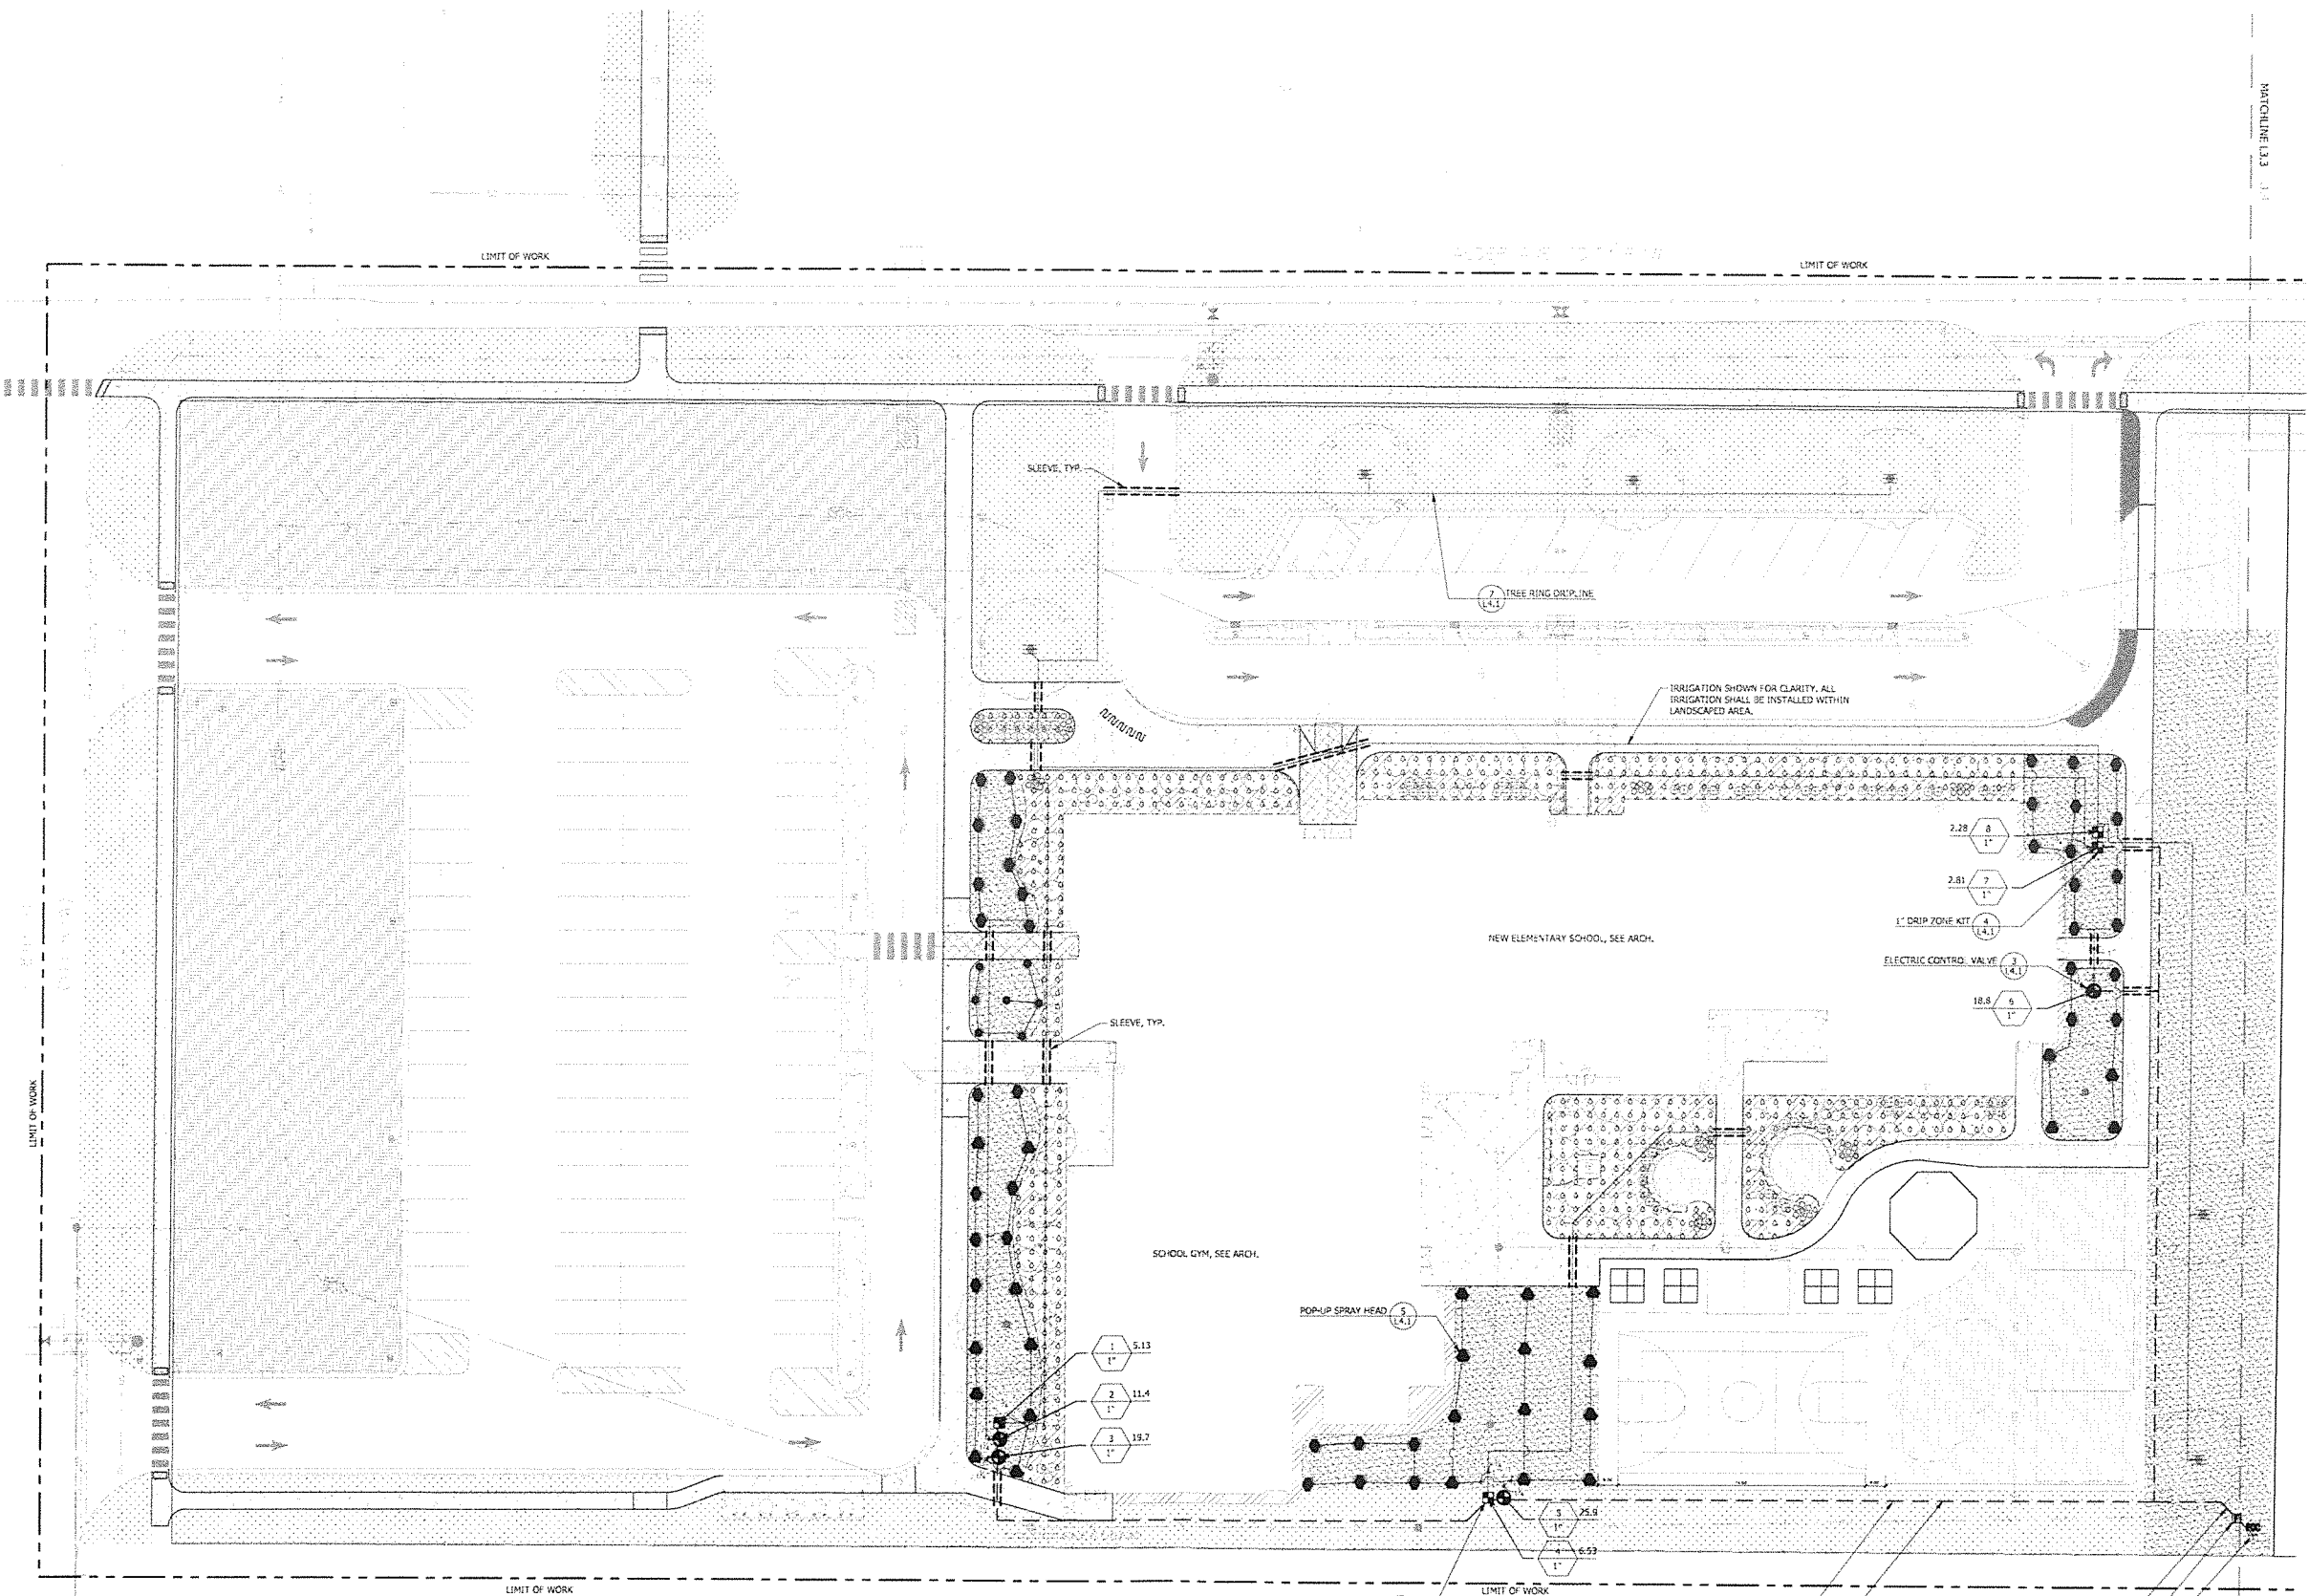 MATCHLINE L3.3
LIMIT OF WORK
LIMIT OF WORK
SLEEVE, TYP.
7
L4.1
TREE RING DRIPLINE
IRRIGATION SHOWN FOR CLARITY. ALL
IRRIGATION SHALL BE INSTALLED WITHIN
LANDSCAPED AREA.
2.28
8
1"
2.81
7
1"
1" DRIP ZONE KIT
4
L4.1
NEW ELEMENTARY SCHOOL, SEE ARCH.
ELECTRIC CONTROL VALVE
3
L4.1
18.8
6
1"
SLEEVE, TYP.
LIMIT OF WORK
SCHOOL GYM, SEE ARCH.
POP-UP SPRAY HEAD
5
L4.1
1
1"
5.13
2
1"
11.4
3
1"
19.7
5
1"
25.9
4
1"
6.53
POC
LIMIT OF WORK
LIMIT OF WORK